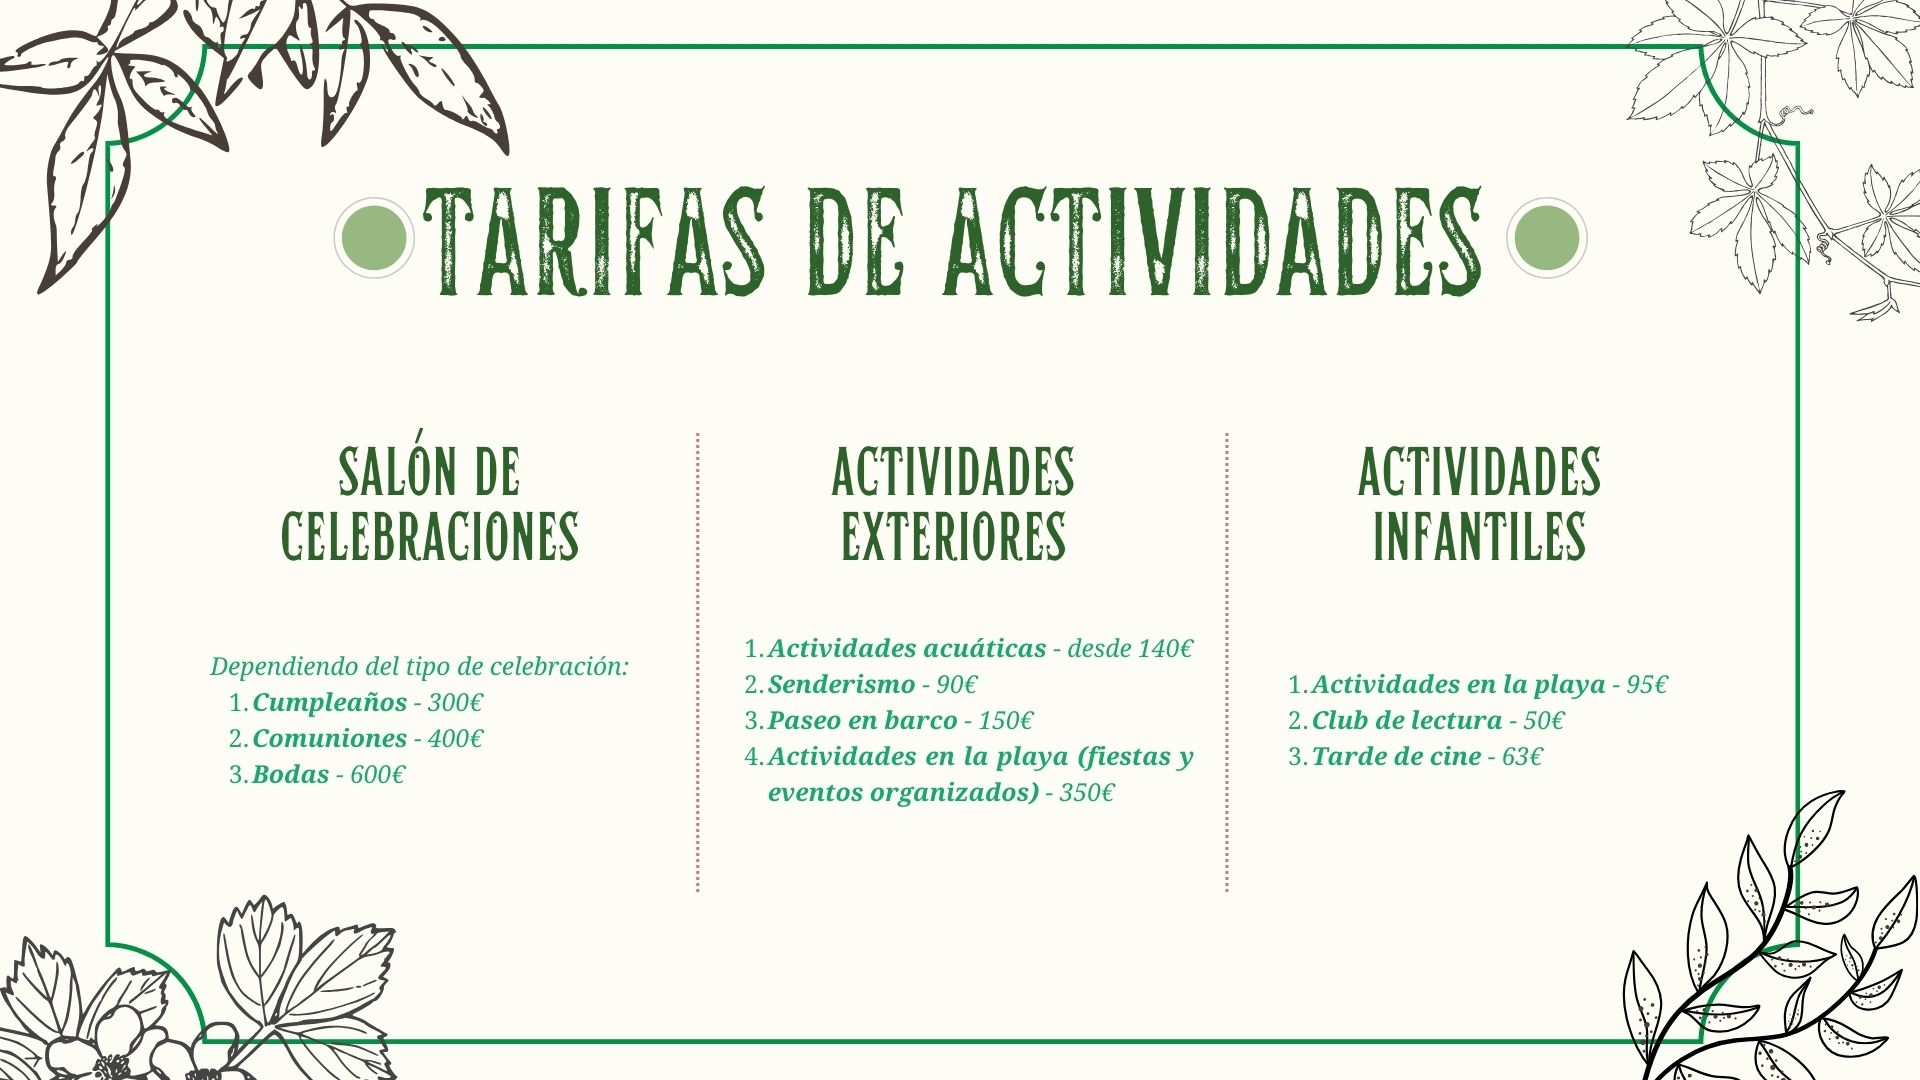 TARIFAS DE ACTIVIDADES
SALÓN DE
CELEBRACIONES
Dependiendo del tipo de celebración:
1. Cumpleaños - 300€
2. Comuniones - 400€
3. Bodas - 600€
ACTIVIDADES
EXTERIORES
1. Actividades acuáticas - desde 140€
2. Senderismo - 90€
3. Paseo en barco - 150€
4. Actividades en la playa (fiestas y
eventos organizados) - 350€
ACTIVIDADES
INFANTILES
1. Actividades en la playa - 95€
2. Club de lectura - 50€
3. Tarde de cine - 63€